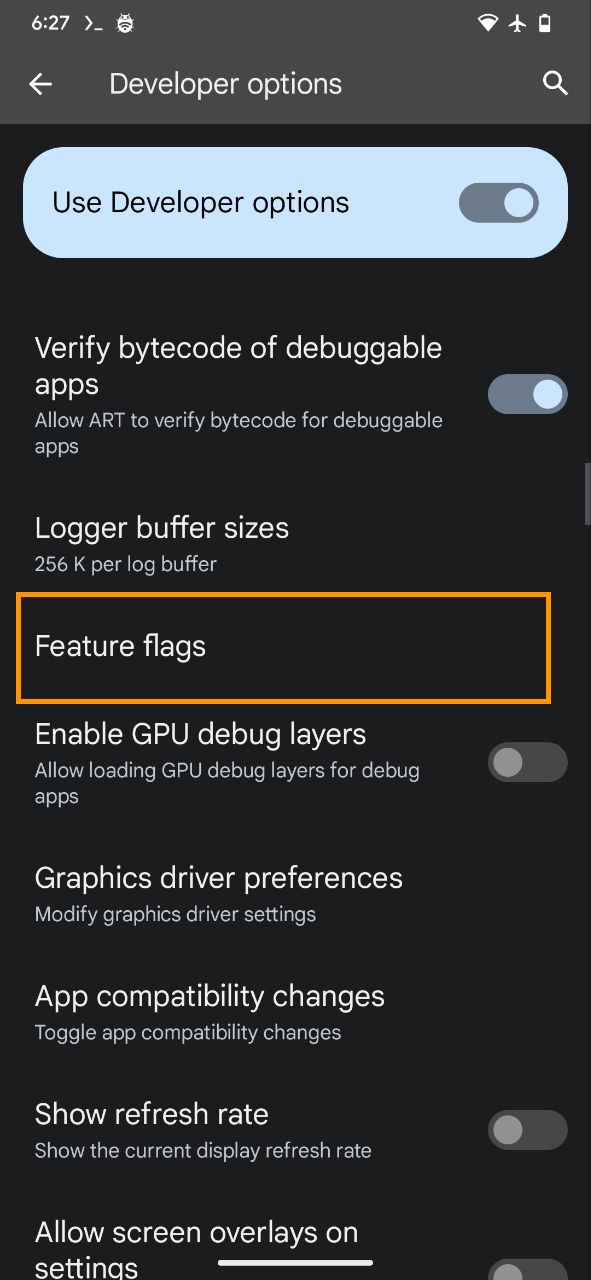 6:27
Developer options
Use Developer options
Verify bytecode of debuggable
apps
Allow ART to verify bytecode for debuggable
apps
Logger buffer sizes
256 K per log buffer
Feature flags
Enable GPU debug layers
Allow loading GPU debug layers for debug
apps
Graphics driver preferences
Modify graphics driver settings
App compatibility changes
Toggle app compatibility changes
Show refresh rate
Show the current display refresh rate
Allow screen overlays on
settings